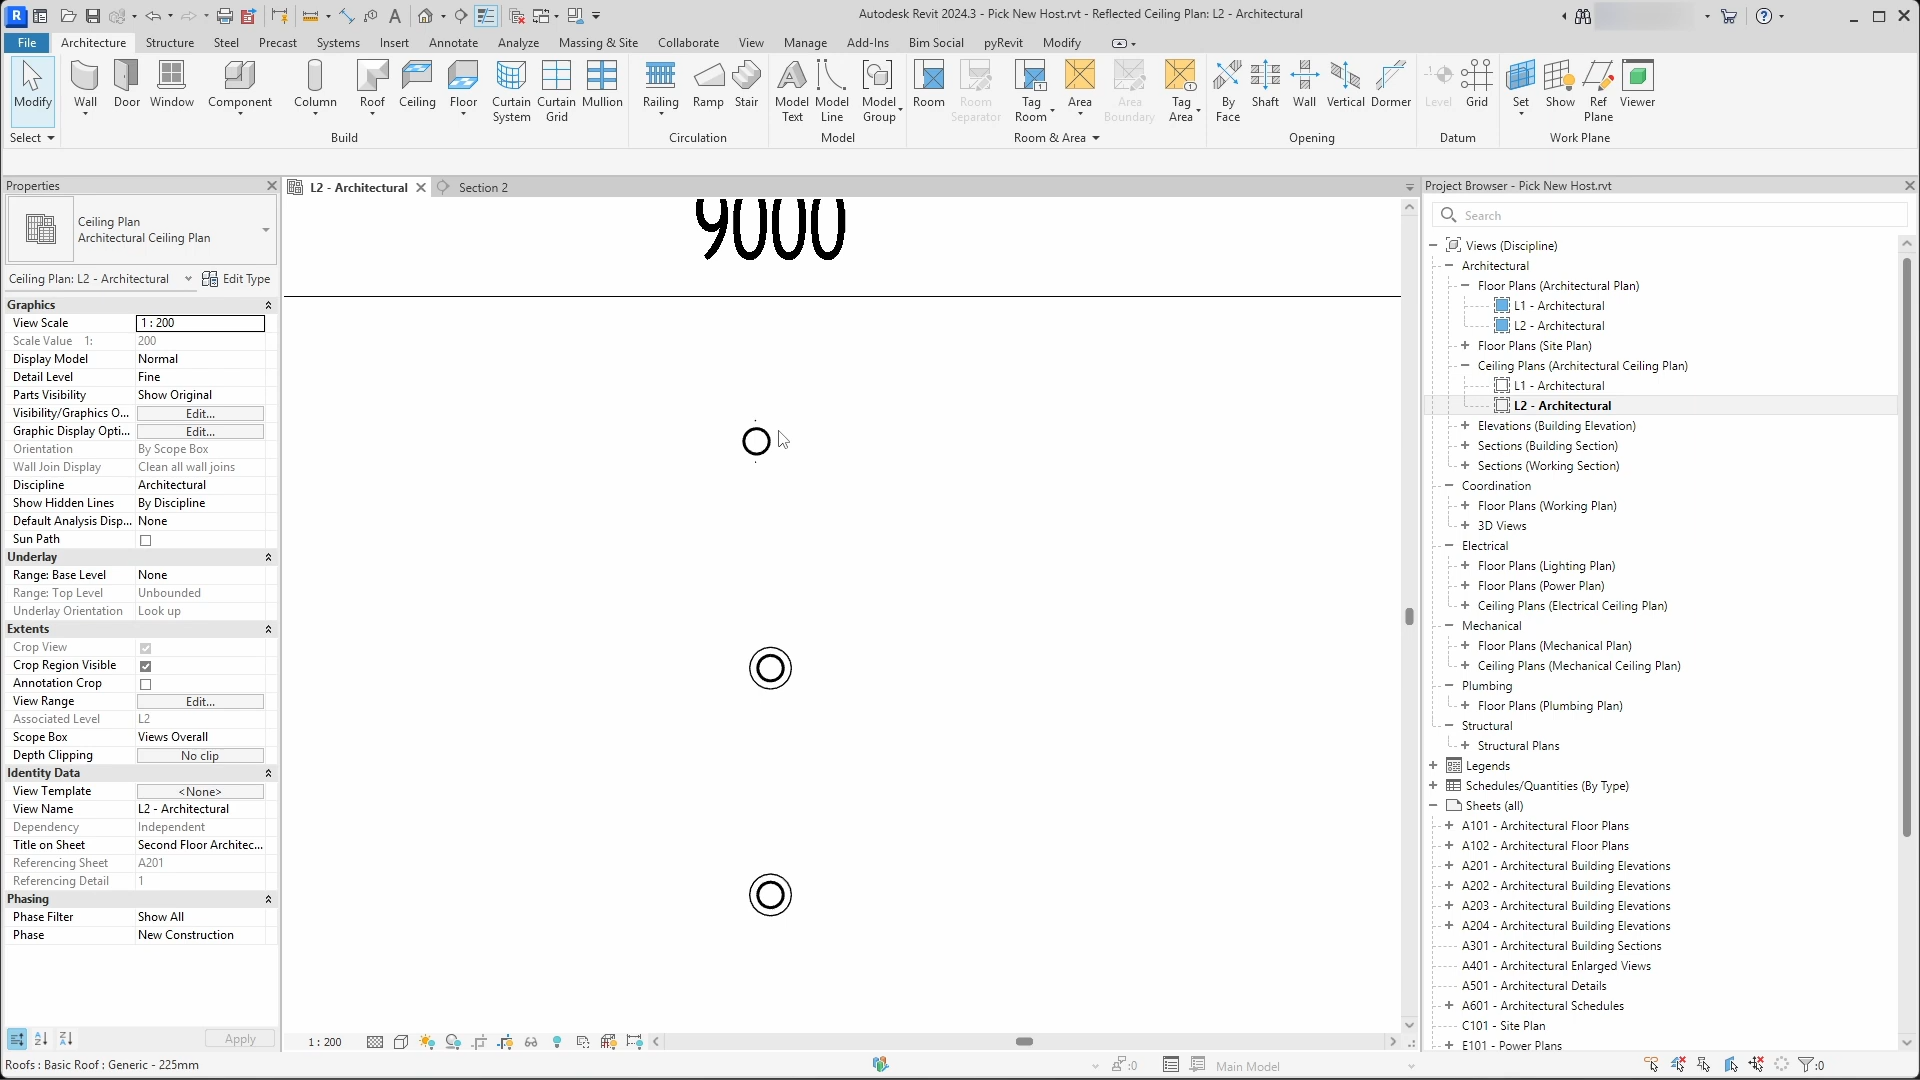 Autodesk Revit 2024.3 - Pick New Host.rvt - Reflected Ceiling Plan: L2 - Architectural
File Architecture Structure Steel Precast Systems Insert Annotate Analyze Massing & Site Collaborate View Manage Add-Ins Bim Social pyRevit Modify
Modify Wall Door Window Component Column Roof Ceiling Floor Curtain System Curtain Grid Mullion Railing Ramp Stair Model Text Model Line Model Group Room Room Separator Tag Room Area Area Boundary Tag Area By Face Shaft Wall Vertical Dormer Level Grid Set Show Ref Plane Viewer
Select Build Circulation Model Room & Area Opening Datum Work Plane
Properties
Ceiling Plan
Architectural Ceiling Plan
Ceiling Plan: L2 - Architectural Edit Type
Graphics
View Scale 1 : 200
Scale Value 1: 200
Display Model Normal
Detail Level Fine
Parts Visibility Show Original
Visibility/Graphics O... Edit...
Graphic Display Opti... Edit...
Orientation By Scope Box
Wall Join Display Clean all wall joins
Discipline Architectural
Show Hidden Lines By Discipline
Default Analysis Disp... None
Sun Path
Underlay
Range: Base Level None
Range: Top Level Unbounded
Underlay Orientation Look up
Extents
Crop View
Crop Region Visible
Annotation Crop
View Range Edit...
Associated Level L2
Scope Box Views Overall
Depth Clipping No clip
Identity Data
View Template <None>
View Name L2 - Architectural
Dependency Independent
Title on Sheet Second Floor Architec...
Referencing Sheet A201
Referencing Detail 1
Phasing
Phase Filter Show All
Phase New Construction
Apply
L2 - Architectural Section 2
9000
1 : 200
Project Browser - Pick New Host.rvt
Search
Views (Discipline)
Architectural
Floor Plans (Architectural Plan)
L1 - Architectural
L2 - Architectural
Floor Plans (Site Plan)
Ceiling Plans (Architectural Ceiling Plan)
L1 - Architectural
L2 - Architectural
Elevations (Building Elevation)
Sections (Building Section)
Sections (Working Section)
Coordination
Floor Plans (Working Plan)
3D Views
Electrical
Floor Plans (Lighting Plan)
Floor Plans (Power Plan)
Ceiling Plans (Electrical Ceiling Plan)
Mechanical
Floor Plans (Mechanical Plan)
Ceiling Plans (Mechanical Ceiling Plan)
Plumbing
Floor Plans (Plumbing Plan)
Structural
Structural Plans
Legends
Schedules/Quantities (By Type)
Sheets (all)
A101 - Architectural Floor Plans
A102 - Architectural Floor Plans
A201 - Architectural Building Elevations
A202 - Architectural Building Elevations
A203 - Architectural Building Elevations
A204 - Architectural Building Elevations
A301 - Architectural Building Sections
A401 - Architectural Enlarged Views
A501 - Architectural Details
A601 - Architectural Schedules
C101 - Site Plan
E101 - Power Plans
Roofs : Basic Roof : Generic - 225mm :0 Main Model :0